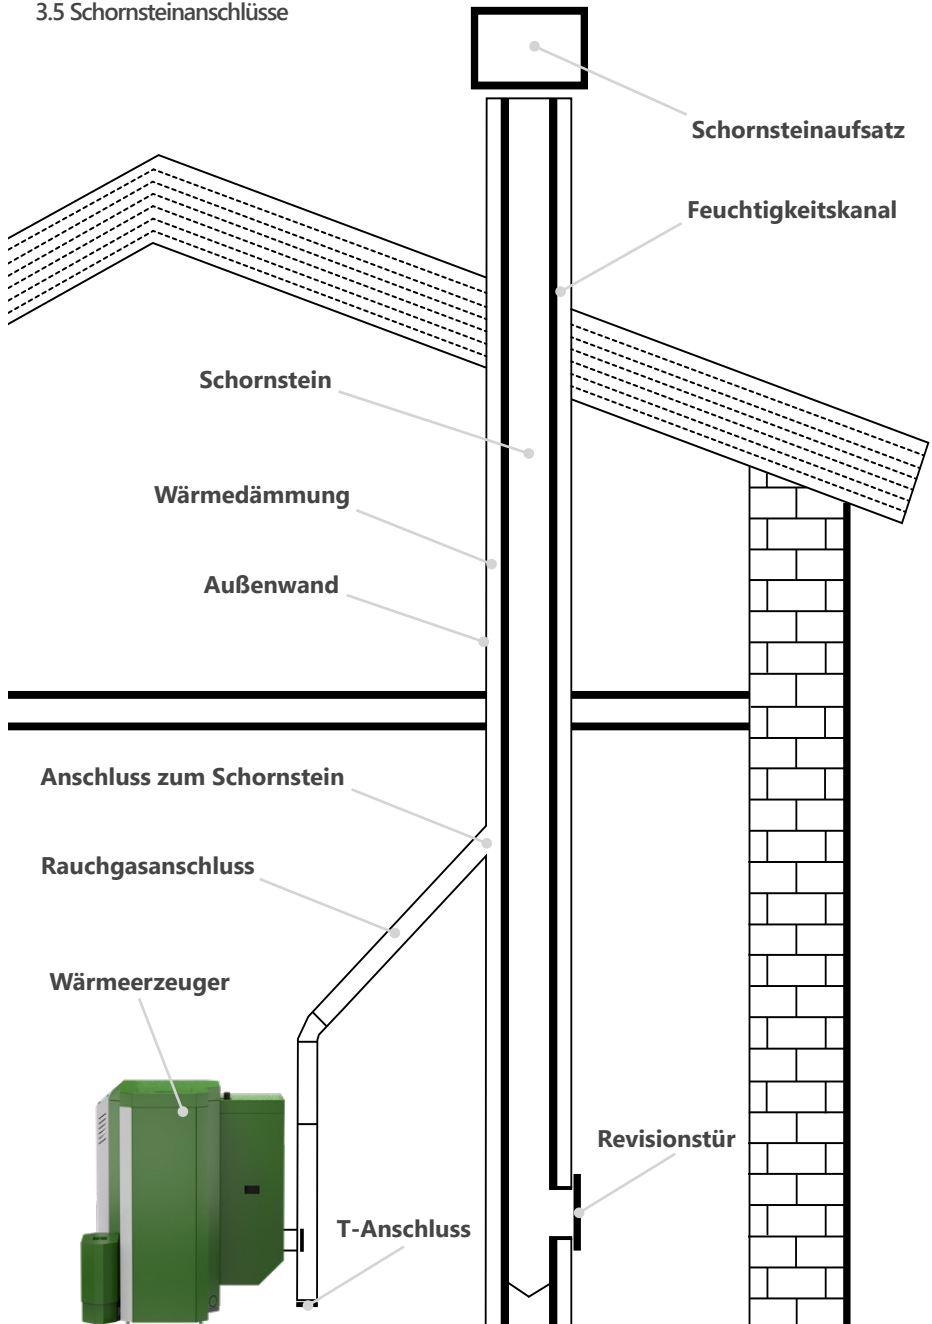 3.5 Schornsteinanschlüsse
Schornsteinaufsatz
Feuchtigkeitskanal
Schornstein
Wärmedämmung
Außenwand
Anschluss zum Schornstein
Rauchgasanschluss
Wärmeerzeuger
Revisionstür
T-Anschluss